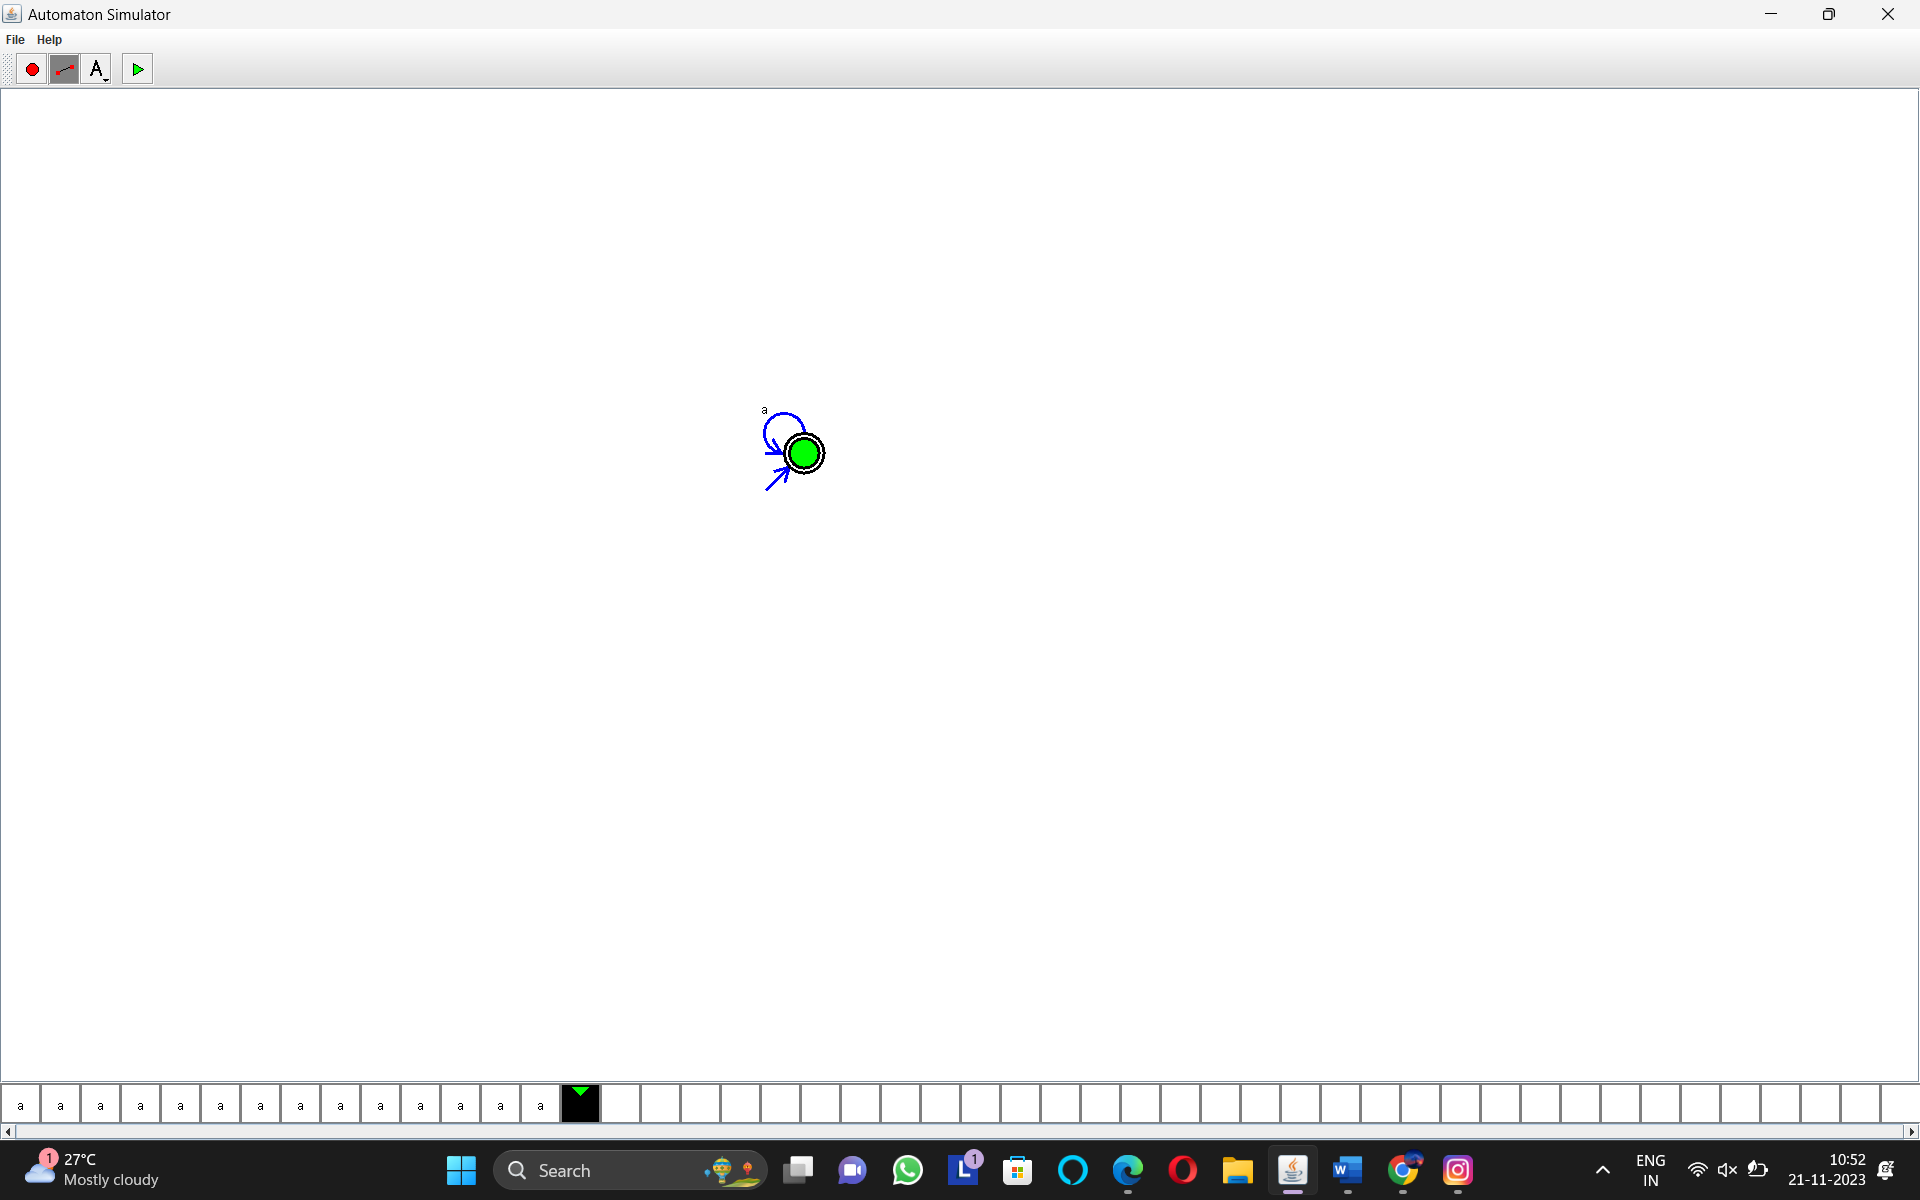 Automaton Simulator
File Help
A
a
a a a a a a a a a a a a a a
1 27°C
Mostly cloudy
Search
L 1
W
ENG
IN
10:52
21-11-2023